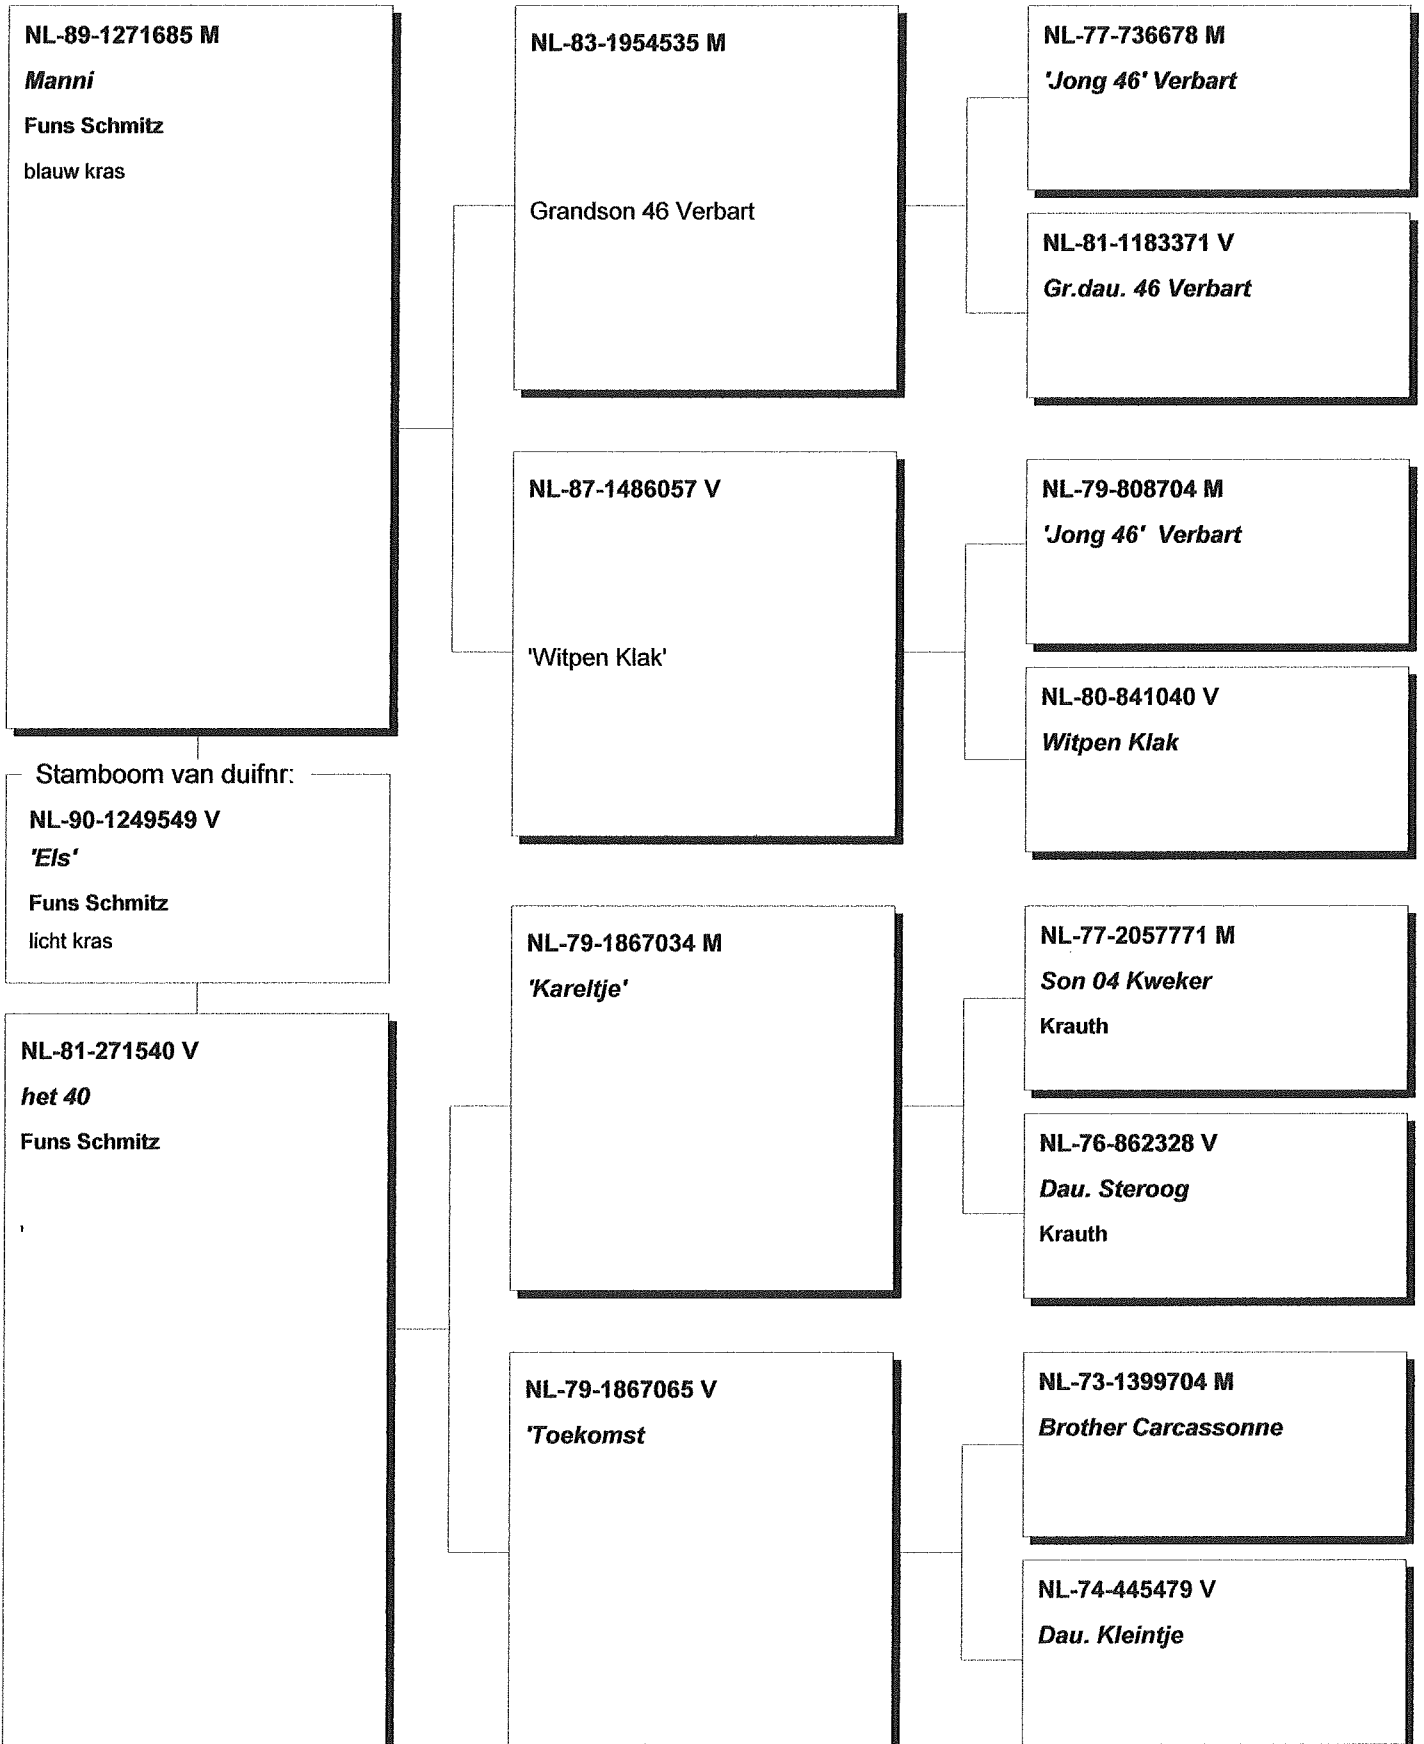 NL-89-1271685 M
Manni
Funs Schmitz
blauw kras
Stamboom van duifnr:
NL-90-1249549 V
'Els'
Funs Schmitz
licht kras
NL-81-271540 V
het 40
Funs Schmitz
NL-83-1954535 M
Grandson 46 Verbart
NL-87-1486057 V
'Witpen Klak'
NL-79-1867034 M
'Kareltje'
NL-79-1867065 V
'Toekomst
NL-77-736678 M
'Jong 46' Verbart
NL-81-1183371 V
Gr.dau. 46 Verbart
NL-79-808704 M
'Jong 46' Verbart
NL-80-841040 V
Witpen Klak
NL-77-2057771 M
Son 04 Kweker
Krauth
NL-76-862328 V
Dau. Steroog
Krauth
NL-73-1399704 M
Brother Carcassonne
NL-74-445479 V
Dau. Kleintje